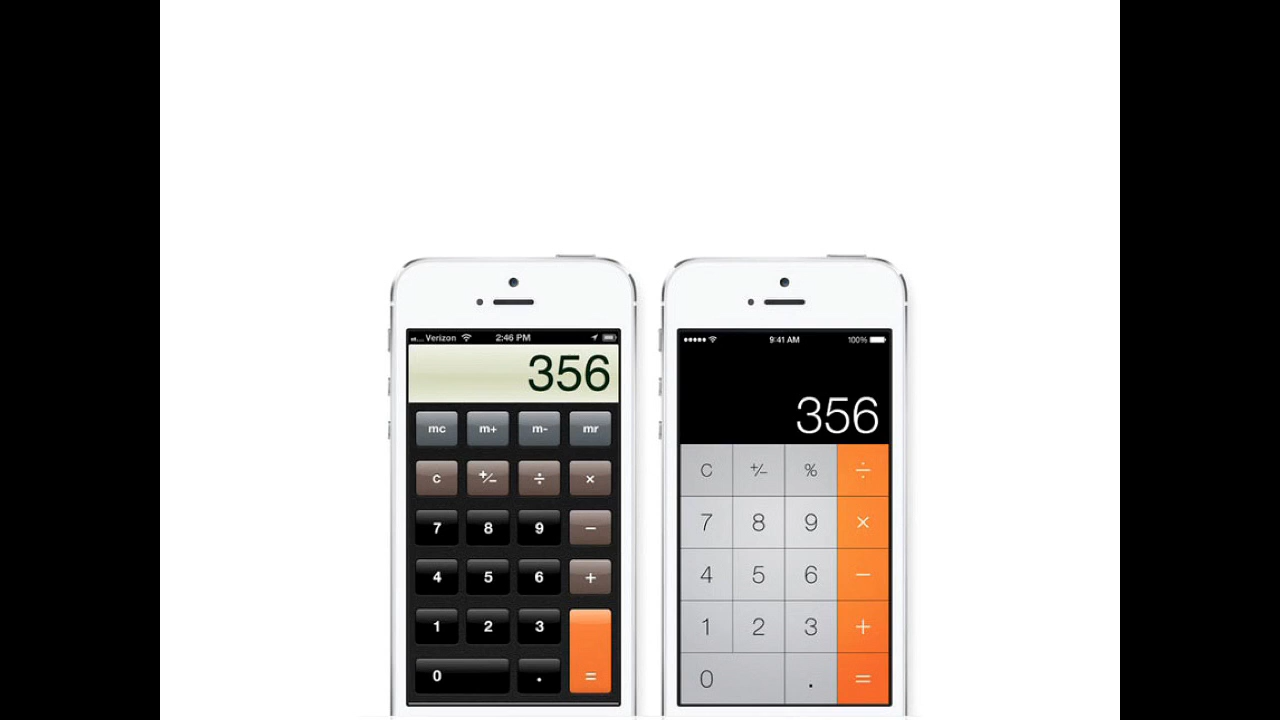 Verizon 2:46 PM
356
mc m+ m- mr
c +/− ÷ ×
7 8 9 −
4 5 6 +
1 2 3
0 . =
9:41 AM 100%
356
C +/− % ÷
7 8 9 ×
4 5 6 −
1 2 3 +
0 . =